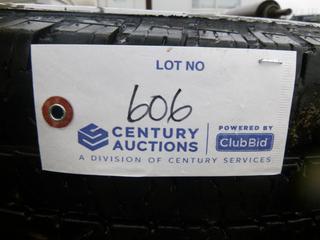 LOT NO
606
CENTURY AUCTIONS
POWERED BY ClubBid
A DIVISION OF CENTURY SERVICES